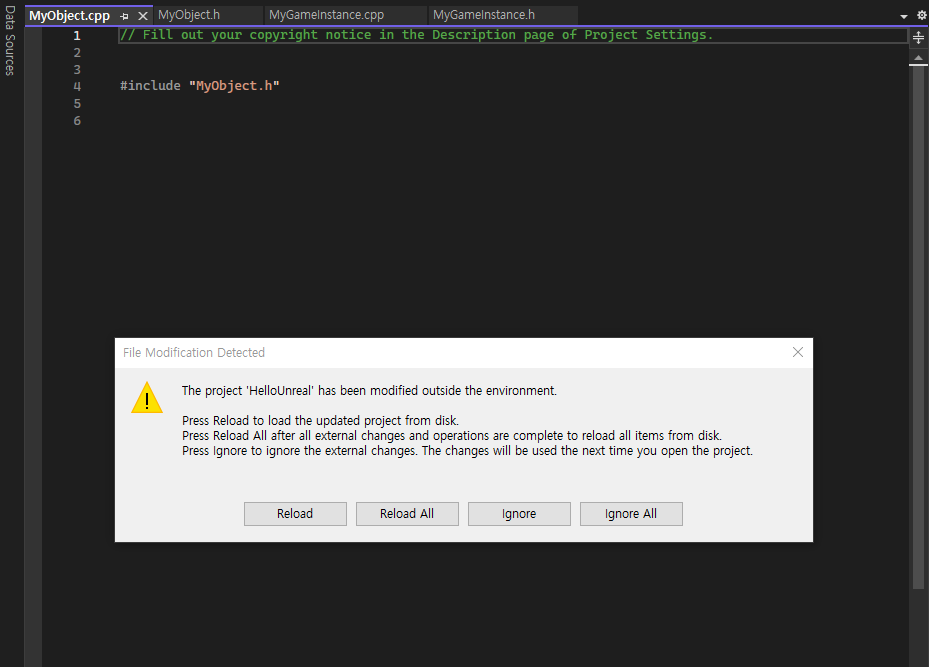 Data Sources
MyObject.cpp
MyObject.h
MyGameInstance.cpp
MyGameInstance.h
1 // Fill out your copyright notice in the Description page of Project Settings.
2
3
4 #include "MyObject.h"
5
6
File Modification Detected
The project 'HelloUnreal' has been modified outside the environment.
Press Reload to load the updated project from disk.
Press Reload All after all external changes and operations are complete to reload all items from disk.
Press Ignore to ignore the external changes. The changes will be used the next time you open the project.
Reload Reload All Ignore Ignore All